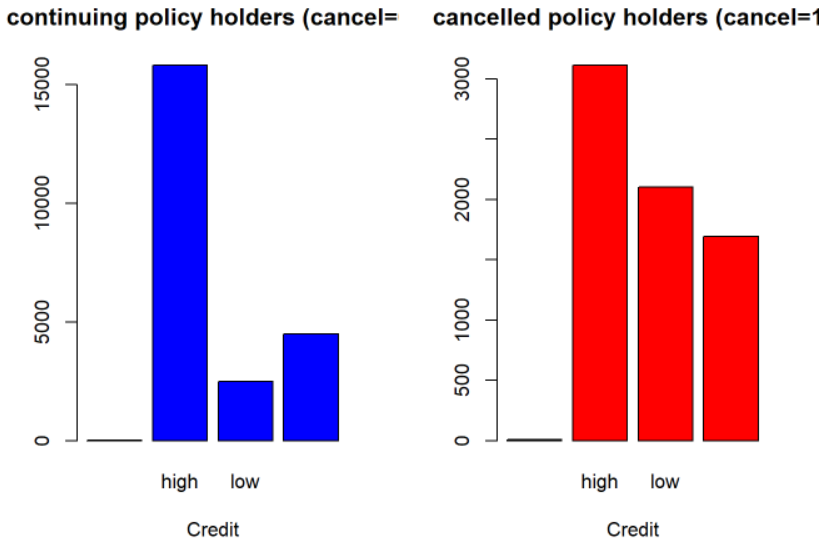 continuing policy holders (cancel=
15000
10000
5000
0
high low
Credit
cancelled policy holders (cancel=1
3000
2000
1000
500
0
high low
Credit